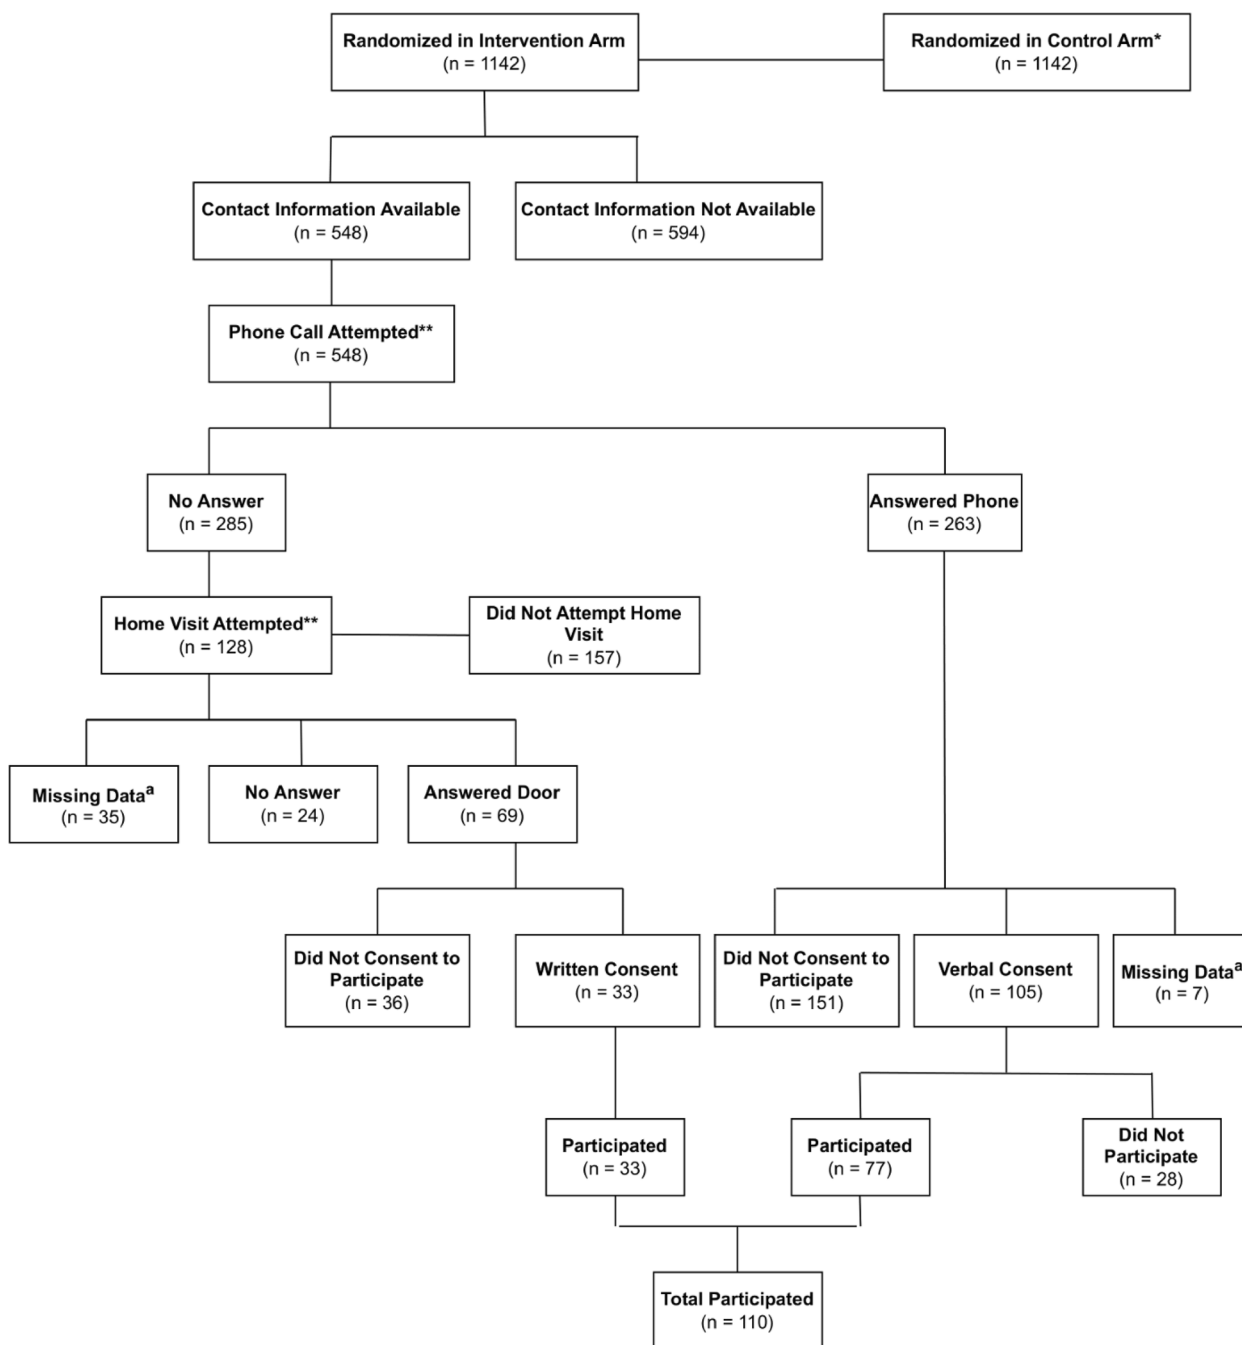 Randomized in Intervention Arm
(n = 1142)
Randomized in Control Arm*
(n = 1142)
Contact Information Available
(n = 548)
Contact Information Not Available
(n = 594)
Phone Call Attempted**
(n = 548)
No Answer
(n = 285)
Answered Phone
(n = 263)
Home Visit Attempted**
(n = 128)
Did Not Attempt Home
Visit
(n = 157)
Missing Dataª
(n = 35)
No Answer
(n = 24)
Answered Door
(n = 69)
Did Not Consent to
Participate
(n = 36)
Written Consent
(n = 33)
Did Not Consent to
Participate
(n = 151)
Verbal Consent
(n = 105)
Missing Dataª
(n = 7)
Participated
(n = 33)
Participated
(n = 77)
Did Not
Participate
(n = 28)
Total Participated
(n = 110)